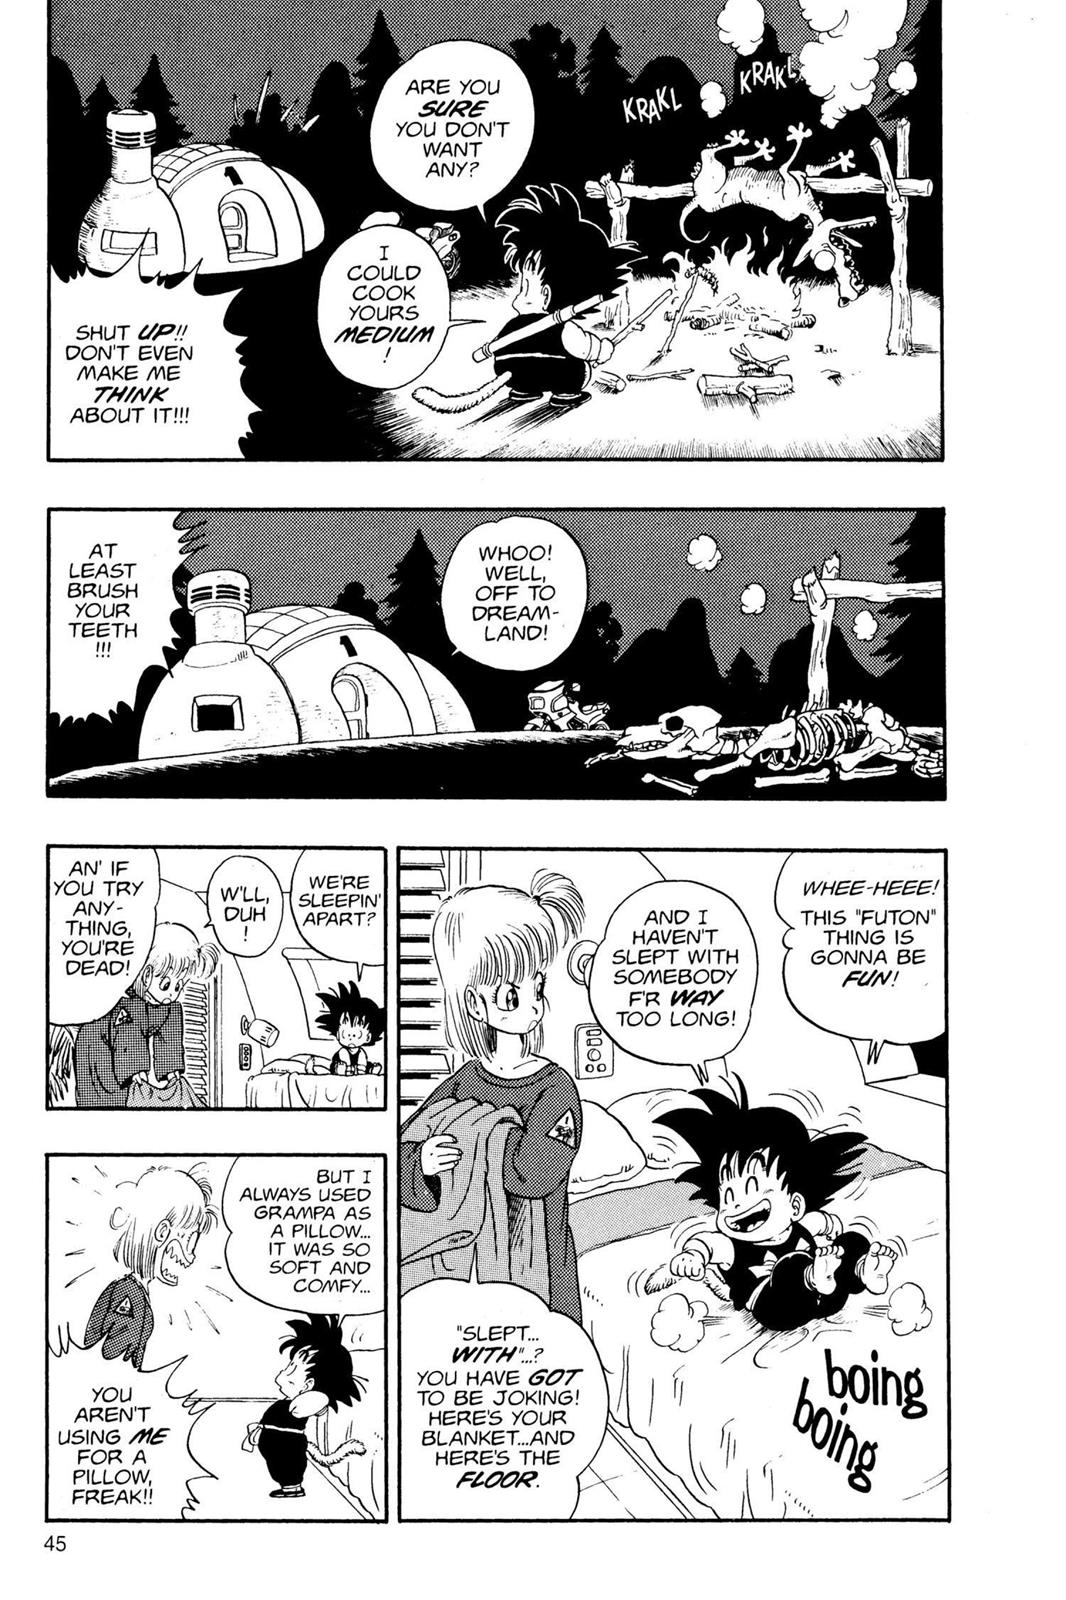 KRAKL
KRAKL
ARE YOU
SURE
YOU DON'T
WANT
ANY?
I
COULD
COOK
YOURS
MEDIUM
!
1
SHUT UP!!
DON'T EVEN
MAKE ME
THINK
ABOUT IT!!!
WHOO!
WELL,
OFF TO
DREAM-
LAND!
1
AT
LEAST
BRUSH
YOUR
TEETH
!!!
WHEE-HEEE!
THIS "FUTON"
THING IS
GONNA BE
FUN!
AND I
HAVEN'T
SLEPT WITH
SOMEBODY
F'R WAY
TOO LONG!
boing
boing
"SLEPT...
WITH"...?
YOU HAVE GOT
TO BE JOKING!
HERE'S YOUR
BLANKET...AND
HERE'S THE
FLOOR.
WE'RE
SLEEPIN'
APART?
W'LL,
DUH
!
AN' IF
YOU TRY
ANY-
THING,
YOU'RE
DEAD!
BUT I
ALWAYS USED
GRAMPA AS
A PILLOW...
IT WAS SO
SOFT AND
COMFY...
YOU
AREN'T
USING ME
FOR A
PILLOW,
FREAK!!
45